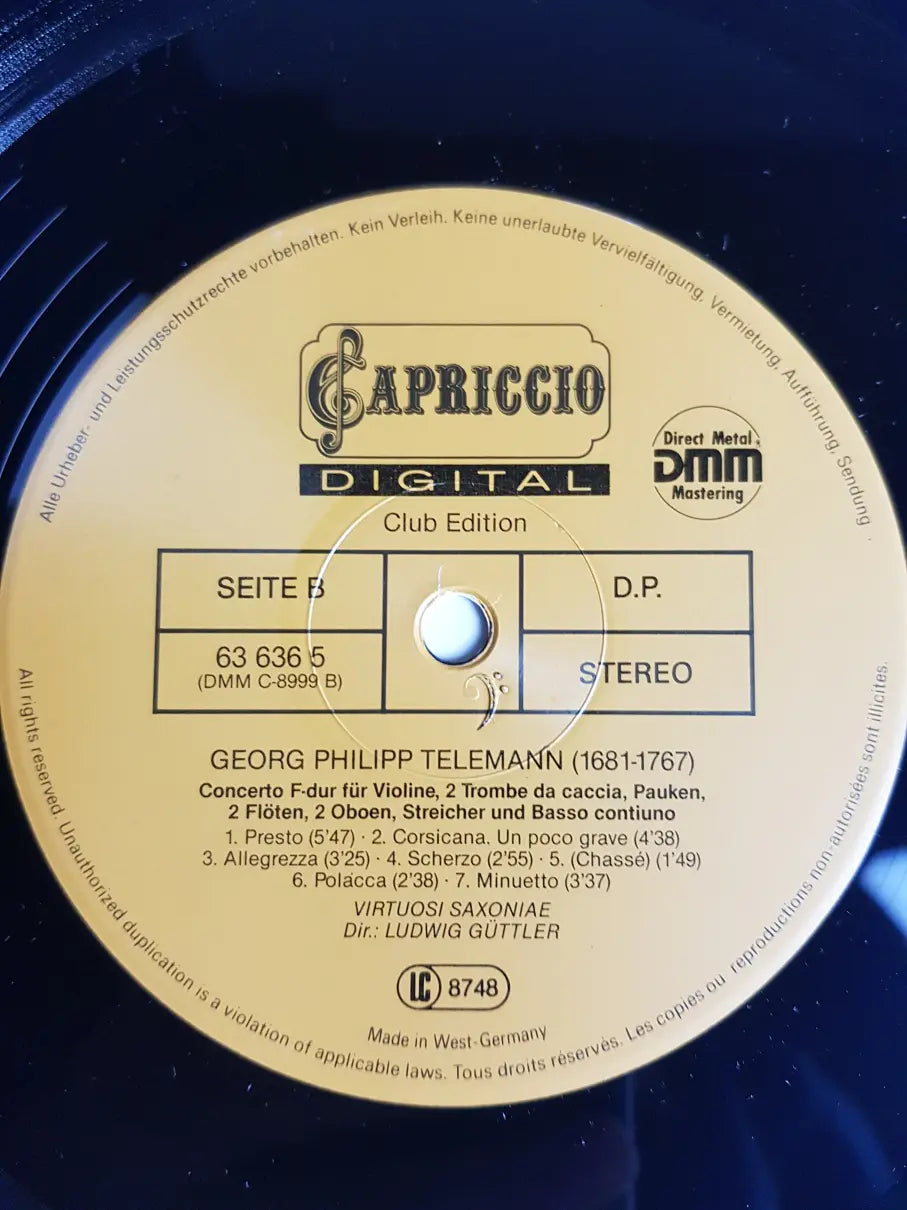 Alle Urheber- und Leistungsschutzrechte vorbehalten. Kein Verleih. Keine unerlaubte Vervielfältigung, Vermietung, Aufführung, Sendung
CAPRICCIO
DIGITAL
Direct Metal
DMM
Mastering
Club Edition
SEITE B
D.P.
63 636 5
(DMM C-8999 B)
STEREO
GEORG PHILIPP TELEMANN (1681-1767)
Concerto F-dur für Violine, 2 Trombe da caccia, Pauken,
2 Flöten, 2 Oboen, Streicher und Basso contiuno
1. Presto (5'47) · 2. Corsicana. Un poco grave (4'38)
3. Allegrezza (3'25) · 4. Scherzo (2'55) · 5. (Chassé) (1'49)
6. Polacca (2'38) · 7. Minuetto (3'37)
VIRTUOSI SAXONIAE
Dir.: LUDWIG GÜTTLER
LC 8748
Made in West-Germany
All rights reserved. Unauthorized duplication is a violation of applicable laws. Tous droits réservés. Les copies ou reproductions non-autorisées sont illicites.